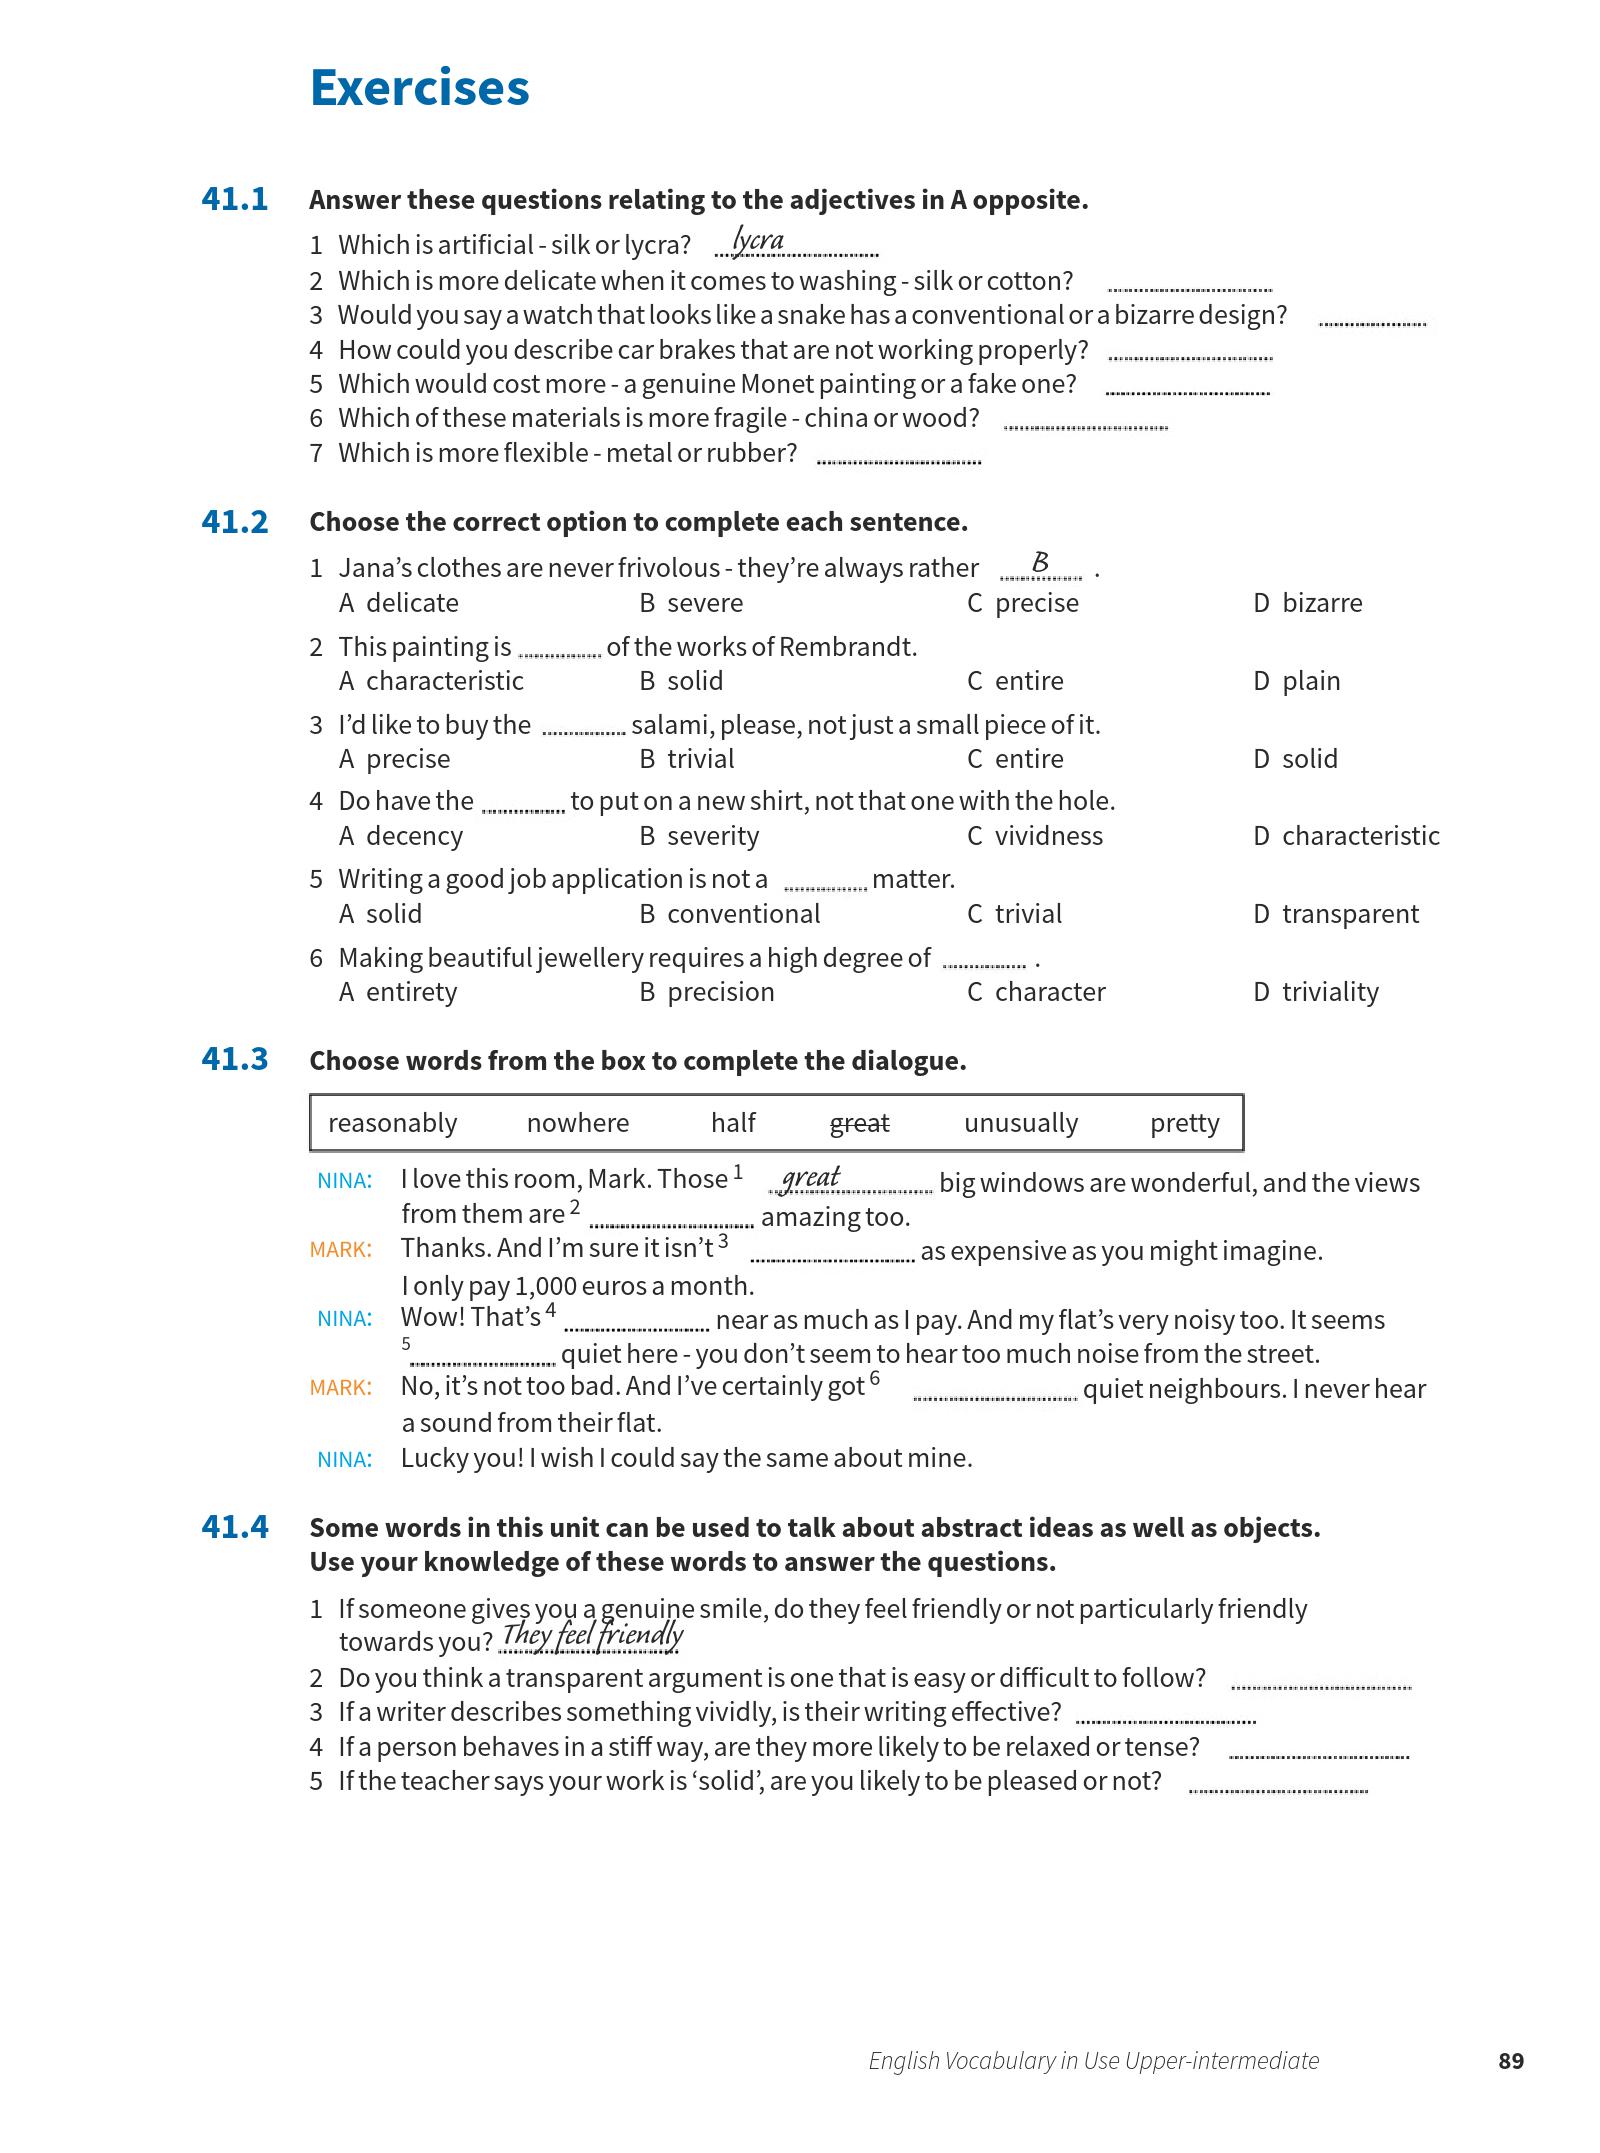 Exercises
41.1 Answer these questions relating to the adjectives in A opposite.
1 Which is artificial - silk or lycra? lycra
2 Which is more delicate when it comes to washing - silk or cotton?
3 Would you say a watch that looks like a snake has a conventional or a bizarre design?
4 How could you describe car brakes that are not working properly?
5 Which would cost more - a genuine Monet painting or a fake one?
6 Which of these materials is more fragile - china or wood?
7 Which is more flexible - metal or rubber?
41.2 Choose the correct option to complete each sentence.
1 Jana's clothes are never frivolous - they're always rather B .
A delicate B severe C precise D bizarre
2 This painting is ............ of the works of Rembrandt.
A characteristic B solid C entire D plain
3 I'd like to buy the ............ salami, please, not just a small piece of it.
A precise B trivial C entire D solid
4 Do have the ............ to put on a new shirt, not that one with the hole.
A decency B severity C vividness D characteristic
5 Writing a good job application is not a ............ matter.
A solid B conventional C trivial D transparent
6 Making beautiful jewellery requires a high degree of ............ .
A entirety B precision C character D triviality
41.3 Choose words from the box to complete the dialogue.
reasonably nowhere half great unusually pretty
NINA: I love this room, Mark. Those 1 great big windows are wonderful, and the views
from them are 2 ............ amazing too.
MARK: Thanks. And I'm sure it isn't 3 ............ as expensive as you might imagine.
I only pay 1,000 euros a month.
NINA: Wow! That's 4 ............ near as much as I pay. And my flat's very noisy too. It seems
5 ............ quiet here - you don't seem to hear too much noise from the street.
MARK: No, it's not too bad. And I've certainly got 6 ............ quiet neighbours. I never hear
a sound from their flat.
NINA: Lucky you! I wish I could say the same about mine.
41.4 Some words in this unit can be used to talk about abstract ideas as well as objects.
Use your knowledge of these words to answer the questions.
1 If someone gives you a genuine smile, do they feel friendly or not particularly friendly
towards you? They feel friendly
2 Do you think a transparent argument is one that is easy or difficult to follow?
3 If a writer describes something vividly, is their writing effective?
4 If a person behaves in a stiff way, are they more likely to be relaxed or tense?
5 If the teacher says your work is 'solid', are you likely to be pleased or not?
English Vocabulary in Use Upper-intermediate 89